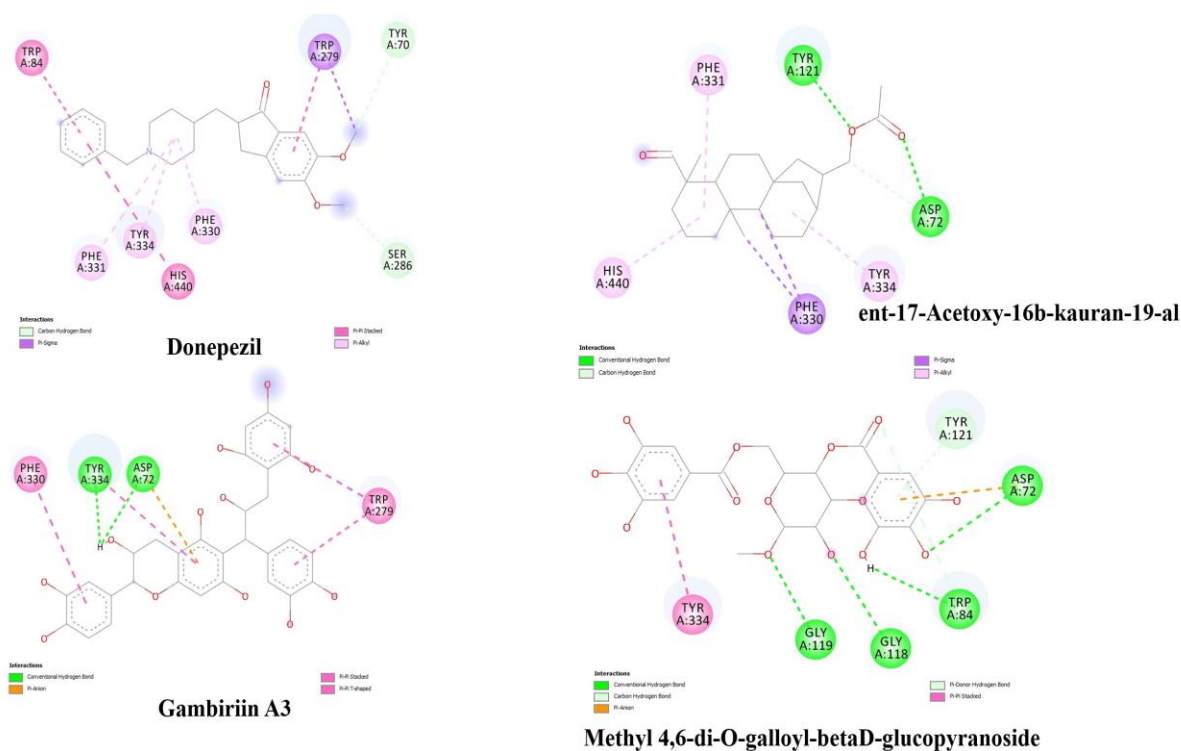 TRP
A:84
TRP
A:279
TYR
A:70
O
N
O
O
PHE
A:331
TYR
A:334
PHE
A:330
HIS
A:440
SER
A:286
Interactions
Carbon Hydrogen Bond
Pi-Sigma
Pi-Pi Stacked
Pi-Alkyl
Donepezil
PHE
A:331
TYR
A:121
O
O
O
ASP
A:72
HIS
A:440
TYR
A:334
PHE
A:330
ent-17-Acetoxy-16b-kauran-19-al
Interactions
Conventional Hydrogen Bond
Carbon Hydrogen Bond
Pi-Sigma
Pi-Alkyl
PHE
A:330
TYR
A:334
ASP
A:72
TRP
A:279
O
O
O
O
H
O
O
O
O
O
O
O
O
O
Interactions
Conventional Hydrogen Bond
Pi-Anion
Pi-Pi Stacked
Pi-Pi T-shaped
Gambiriin A3
TYR
A:121
ASP
A:72
O
O
O
O
O
O
O
O
O
O
O
O
O
O
H
TYR
A:334
GLY
A:119
GLY
A:118
TRP
A:84
Interactions
Conventional Hydrogen Bond
Carbon Hydrogen Bond
Pi-Anion
Pi-Donor Hydrogen Bond
Pi-Pi Stacked
Methyl 4,6-di-O-galloyl-betaD-glucopyranoside